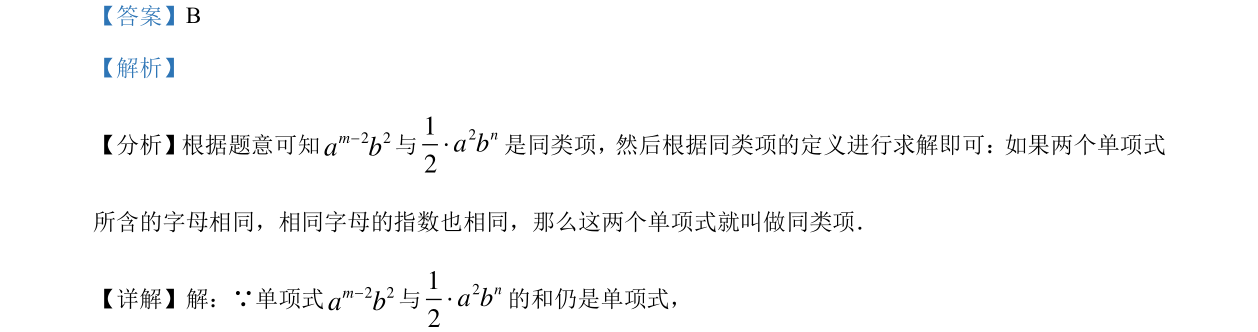 【答案】B
【解析】
【分析】根据题意可知 $a^{m-2}b^2$ 与 $\frac{1}{2} \cdot a^2b^n$ 是同类项，然后根据同类项的定义进行求解即可：如果两个单项式
所含的字母相同，相同字母的指数也相同，那么这两个单项式就叫做同类项．
【详解】解：∵单项式 $a^{m-2}b^2$ 与 $\frac{1}{2} \cdot a^2b^n$ 的和仍是单项式，